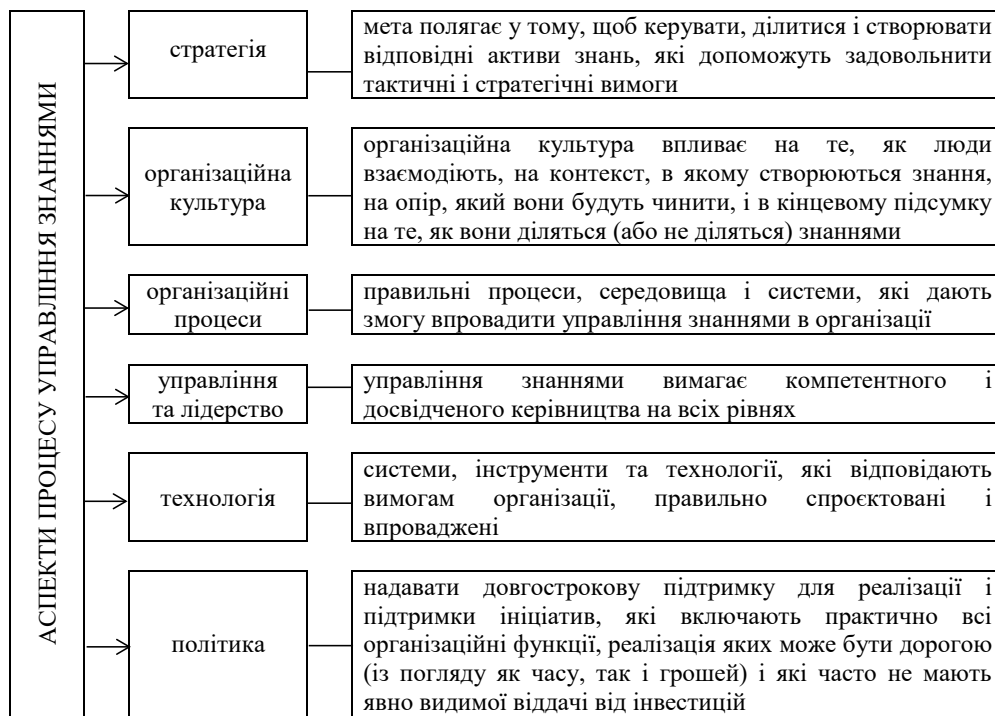 АСПЕКТИ ПРОЦЕСУ УПРАВЛІННЯ ЗНАННЯМИ
стратегія
мета полягає у тому, щоб керувати, ділитися і створювати
відповідні активи знань, які допоможуть задовольнити
тактичні і стратегічні вимоги
організаційна
культура
організаційна культура впливає на те, як люди
взаємодіють, на контекст, в якому створюються знання,
на опір, який вони будуть чинити, і в кінцевому підсумку
на те, як вони діляться (або не діляться) знаннями
організаційні
процеси
правильні процеси, середовища і системи, які дають
змогу впровадити управління знаннями в організації
управління
та лідерство
управління знаннями вимагає компетентного і
досвідченого керівництва на всіх рівнях
технологія
системи, інструменти та технології, які відповідають
вимогам організації, правильно спроєктовані і
впроваджені
політика
надавати довгострокову підтримку для реалізації і
підтримки ініціатив, які включають практично всі
організаційні функції, реалізація яких може бути дорогою
(із погляду як часу, так і грошей) і які часто не мають
явно видимої віддачі від інвестицій